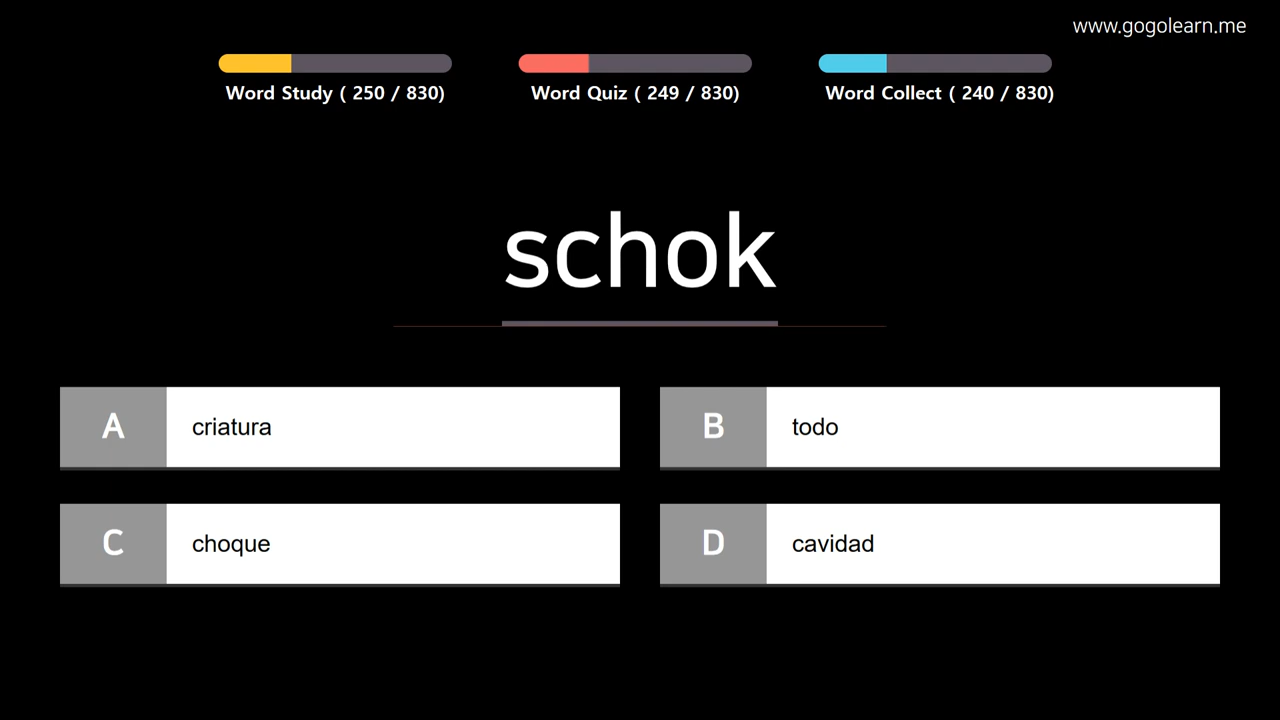 www.gogolearn.me
Word Study ( 250 / 830)
Word Quiz ( 249 / 830)
Word Collect ( 240 / 830)
schok
A criatura
B todo
C choque
D cavidad